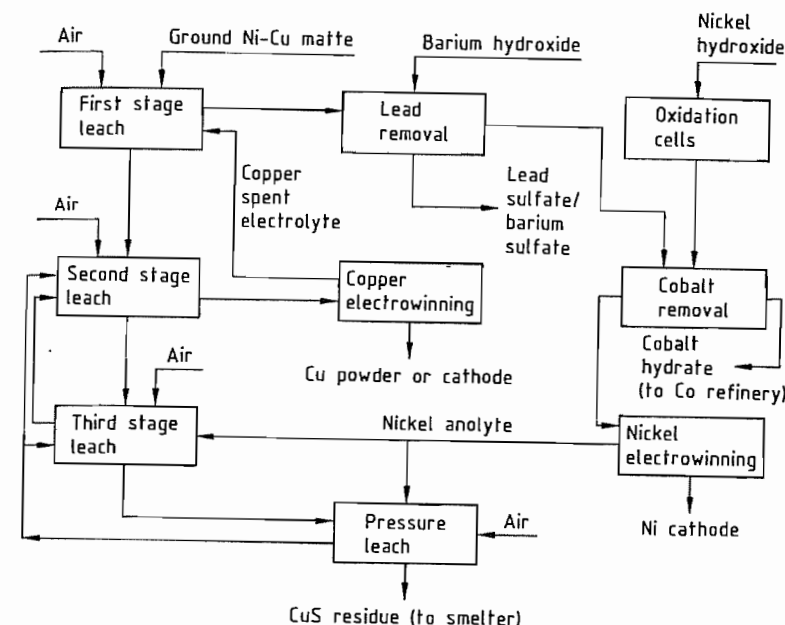 Air
Ground Ni-Cu matte
Barium hydroxide
Nickel
hydroxide
First stage
leach
Lead
removal
Oxidation
cells
Copper
spent
electrolyte
Lead
sulfate/
barium
sulfate
Air
Second stage
leach
Copper
electrowinning
Cobalt
removal
Cu powder or cathode
Cobalt
hydrate
(to Co refinery)
Air
Third stage
leach
Nickel anolyte
Nickel
electrowinning
Pressure
leach
Air
Ni cathode
CuS residue (to smelter)